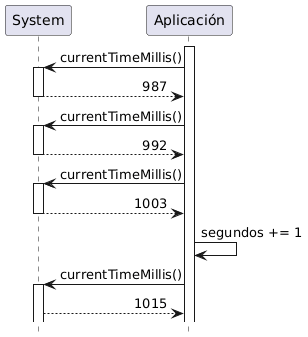 System
Aplicación
currentTimeMillis()
987
currentTimeMillis()
992
currentTimeMillis()
1003
segundos += 1
currentTimeMillis()
1015